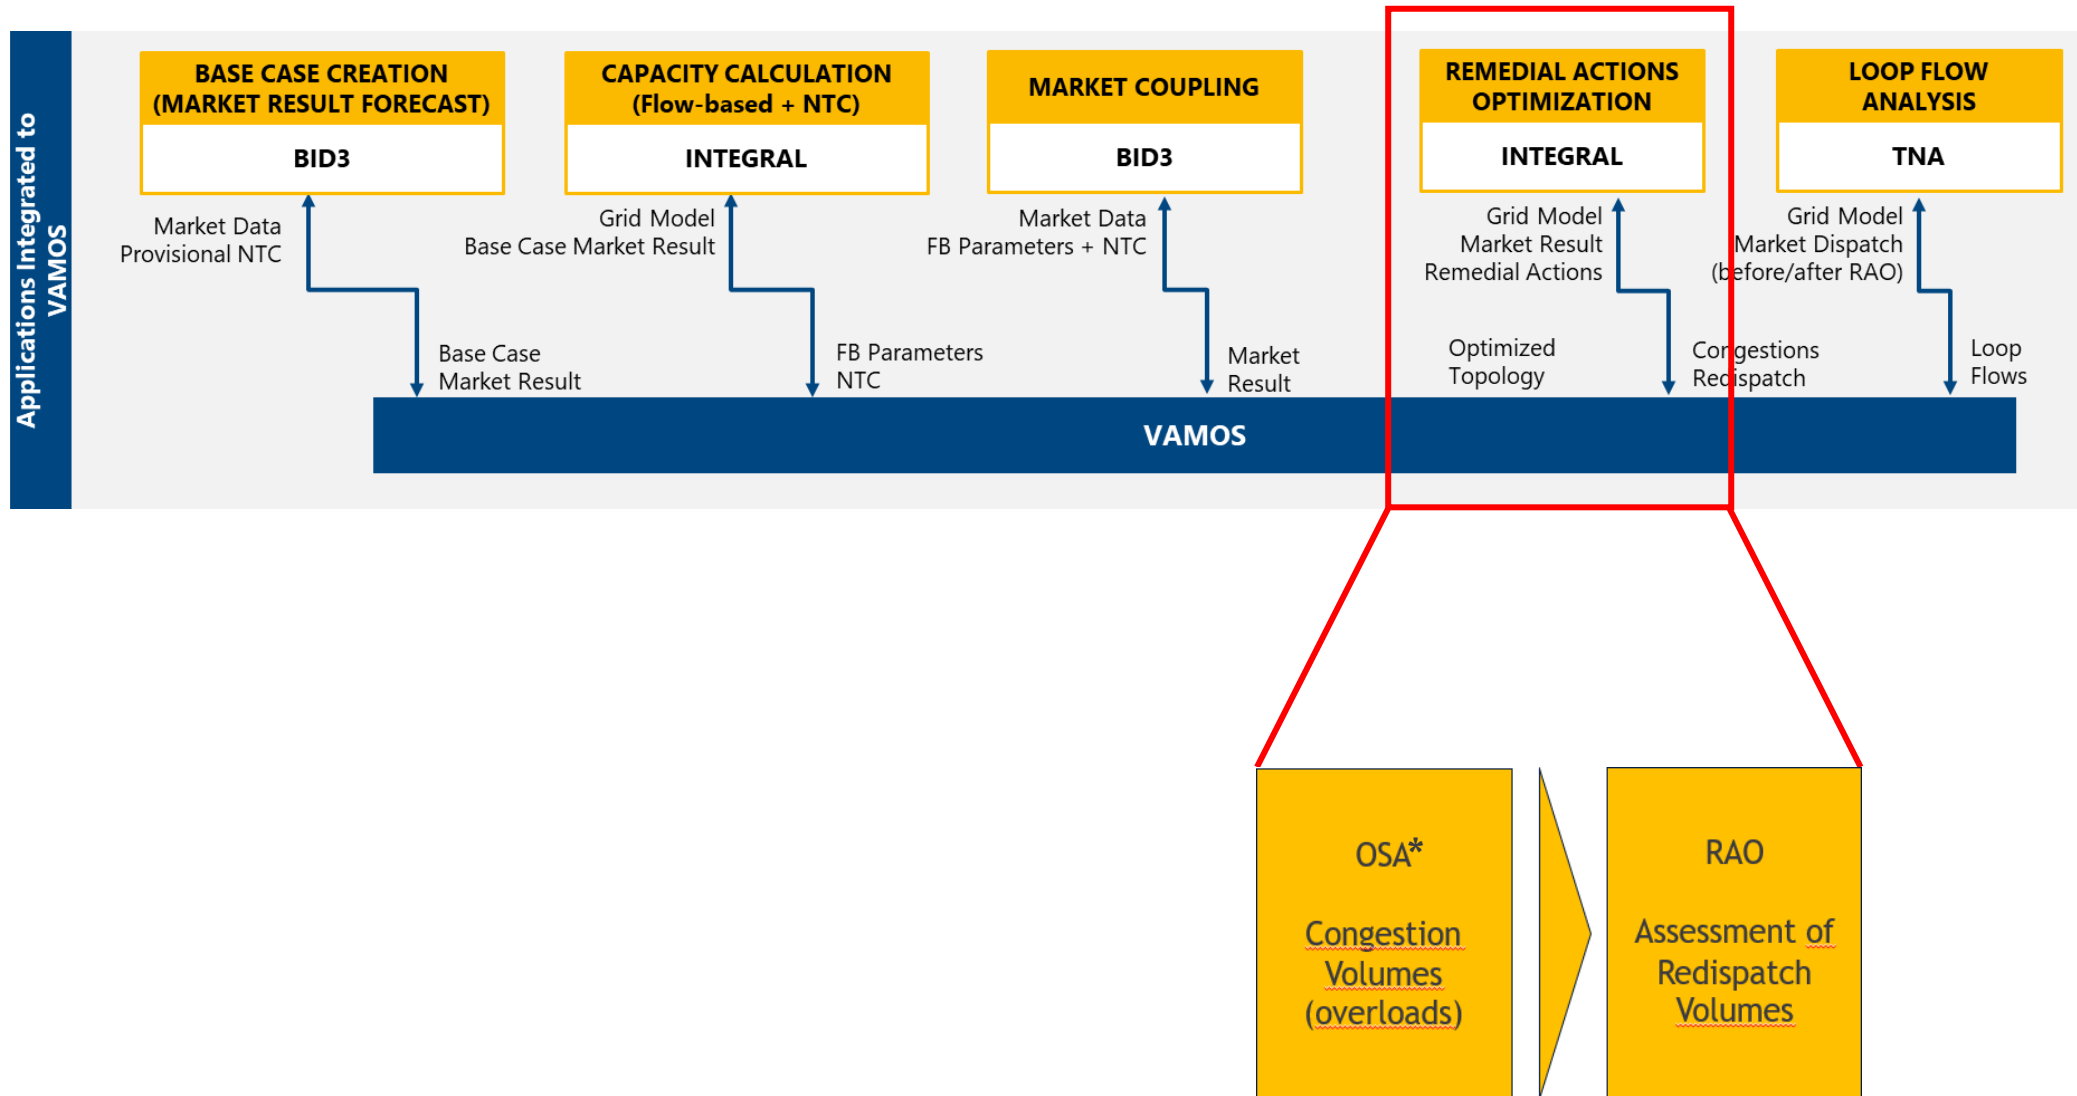 Applications Integrated to
VAMOS
BASE CASE CREATION
(MARKET RESULT FORECAST)
BID3
Market Data
Provisional NTC
Base Case
Market Result
CAPACITY CALCULATION
(Flow-based + NTC)
INTEGRAL
Grid Model
Base Case Market Result
FB Parameters
NTC
MARKET COUPLING
BID3
Market Data
FB Parameters + NTC
Market
Result
REMEDIAL ACTIONS
OPTIMIZATION
INTEGRAL
Grid Model
Market Result
Remedial Actions
Optimized
Topology
Congestions
Redispatch
LOOP FLOW
ANALYSIS
TNA
Grid Model
Market Dispatch
(before/after RAO)
Loop
Flows
VAMOS
OSA*
Congestion
Volumes
(overloads)
RAO
Assessment of
Redispatch
Volumes